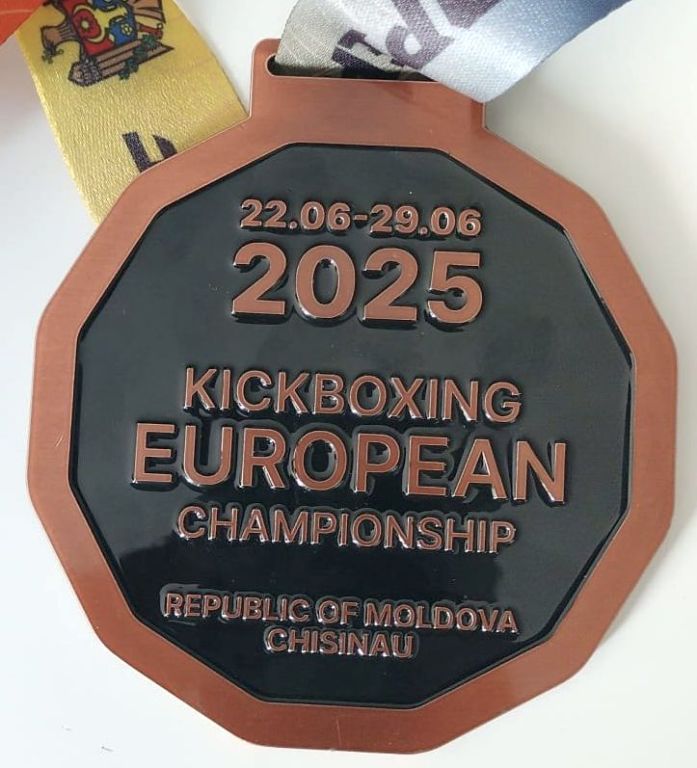 22.06-29.06
2025
KICKBOXING
EUROPEAN
CHAMPIONSHIP
REPUBLIC OF MOLDOVA
CHISINAU